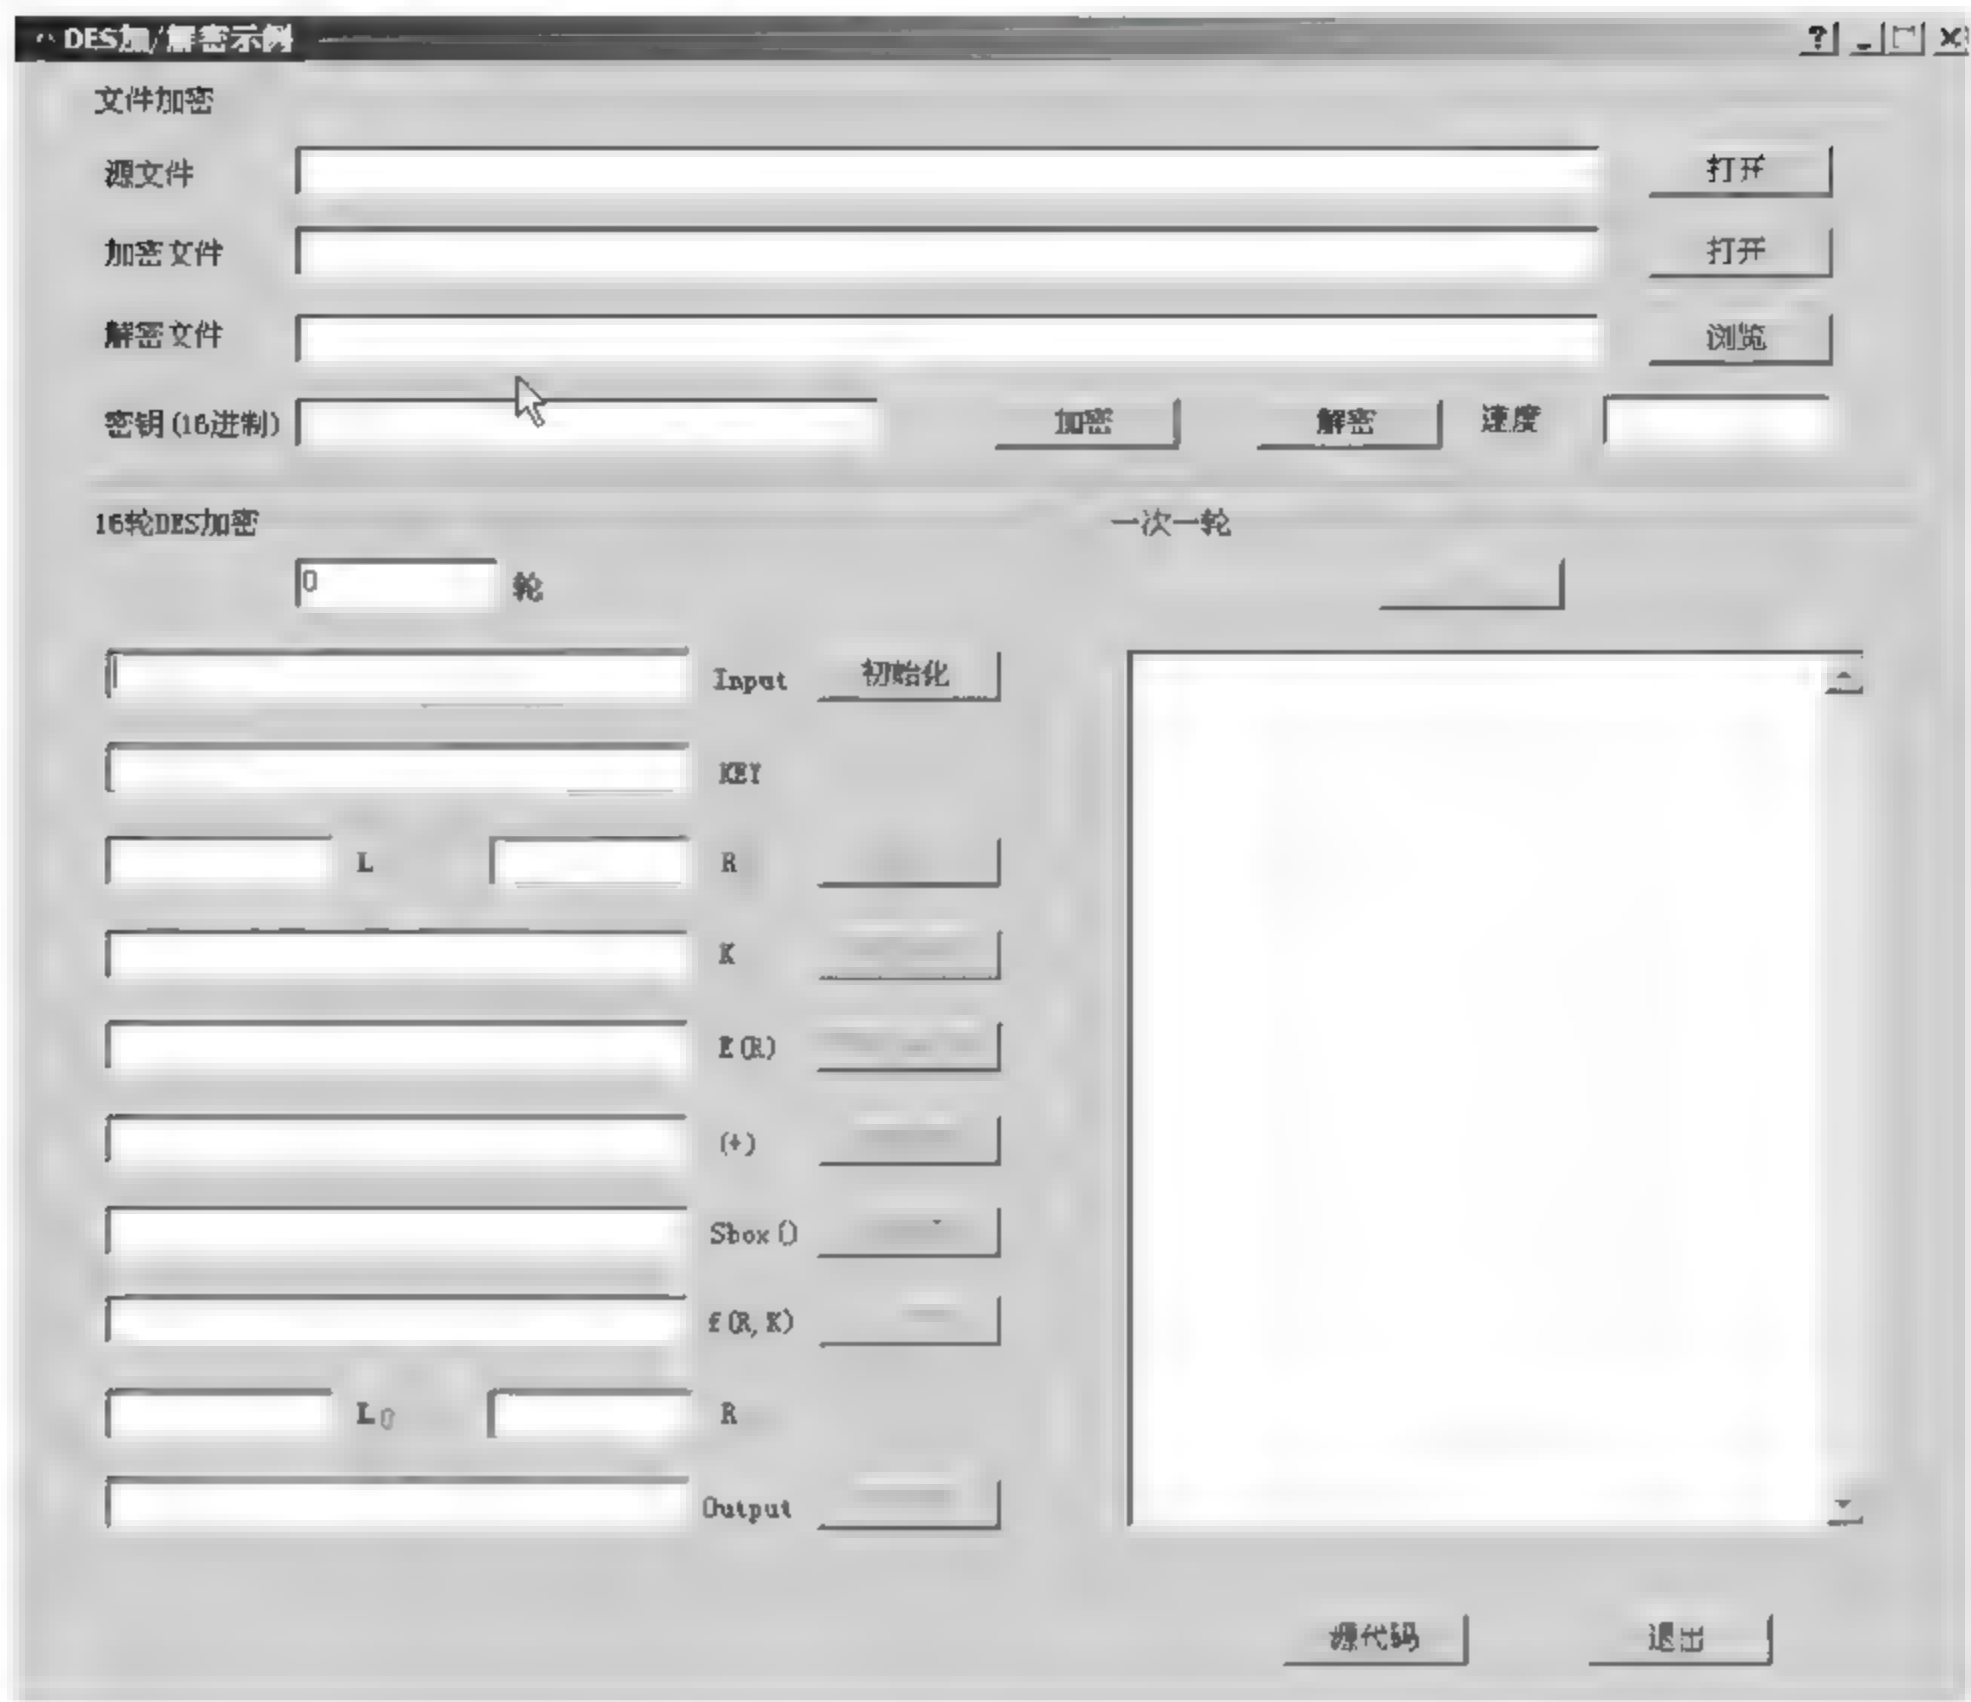 DES加/解密示例
文件加密
源文件 打开
加密文件 打开
解密文件 浏览
密钥(16进制) 加密 解密 速度
16轮DES加密 一次一轮
0 轮
Input 初始化
KEY
L R
K
E(R)
(+)
Sbox()
f(R,K)
L0 R
Output
源代码 退出